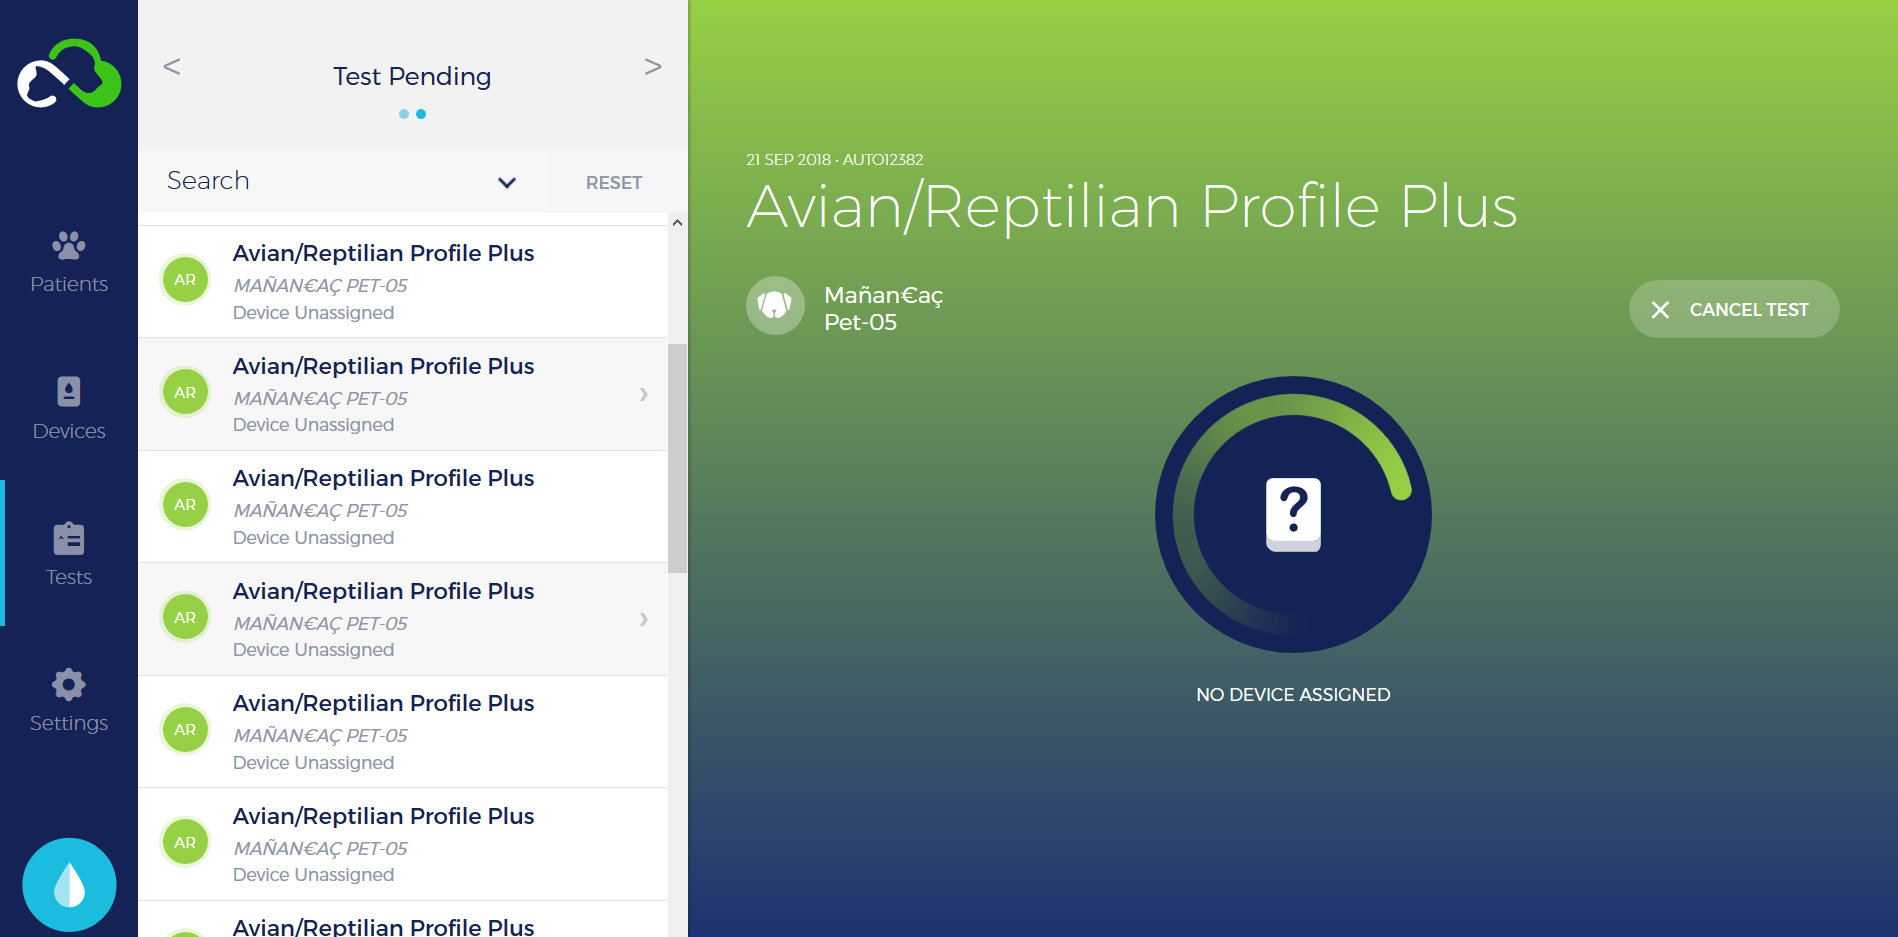 Patients
Devices
Tests
Settings
<
Test Pending
>
Search
RESET
AR
Avian/Reptilian Profile Plus
MAÑAN€AÇ PET-05
Device Unassigned
AR
Avian/Reptilian Profile Plus
MAÑAN€AÇ PET-05
Device Unassigned
AR
Avian/Reptilian Profile Plus
MAÑAN€AÇ PET-05
Device Unassigned
AR
Avian/Reptilian Profile Plus
MAÑAN€AÇ PET-05
Device Unassigned
AR
Avian/Reptilian Profile Plus
MAÑAN€AÇ PET-05
Device Unassigned
AR
Avian/Reptilian Profile Plus
MAÑAN€AÇ PET-05
Device Unassigned
Avian/Reptilian Profile Plus
21 SEP 2018 · AUTO12382
Avian/Reptilian Profile Plus
Mañan€aç
Pet-05
CANCEL TEST
?
NO DEVICE ASSIGNED